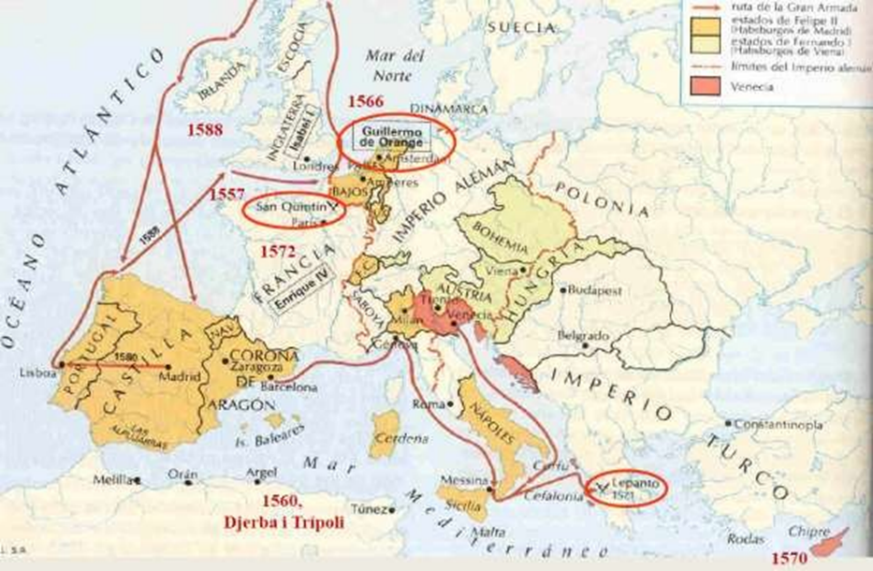 ruta de la Gran Armada
estados de Felipe II
(Habsburgos de Madrid)
estados de Fernando I
(Habsburgos de Viena)
límites del Imperio alemán
Venecia
SUECIA
ESCOCIA
Mar del
Norte
IRLANDA
DINAMARCA
1566
Guillermo
de Orange
Amsterdam
1588
INGLATERRA
Isabel I
Londres
PAÍSES
BAJOS
Amberes
OCÉANO ATLÁNTICO
1557
San Quintín
París
1572
IMPERIO ALEMÁN
POLONIA
BOHEMIA
1588
FRANCIA
Enrique IV
F.C.
Viena
HUNGRÍA
AUSTRIA
Budapest
SABOYA
Trento
Milán
Venecia
Génova
Belgrado
PORTUGAL
CASTILLA
NAV.
1580
Lisboa
Madrid
CORONA
Zaragoza
DE
Barcelona
ARAGÓN
LAS
ALPUJARRAS
Is. Baleares
Cerdeña
Roma
NÁPOLES
IMPERIO
TURCO
Constantinopla
Corfu
Cefalonia
Lepanto
1521
Messina
Sicilia
Malta
Mar Mediterráneo
Melilla
Orán
Argel
Túnez
1560,
Djerba i Trípoli
Rodas
Chipre
1570
L. S.A.